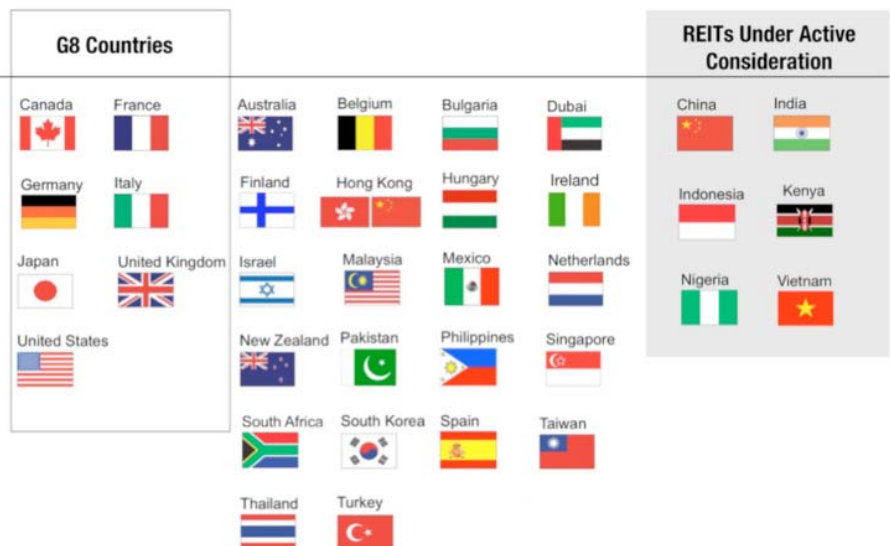 G8 Countries
REITs Under Active
Consideration
Canada France Australia Belgium Bulgaria Dubai China India
Germany Italy Finland Hong Kong Hungary Ireland Indonesia Kenya
Japan United Kingdom Israel Malaysia Mexico Netherlands Nigeria Vietnam
United States New Zealand Pakistan Philippines Singapore
South Africa South Korea Spain Taiwan
Thailand Turkey